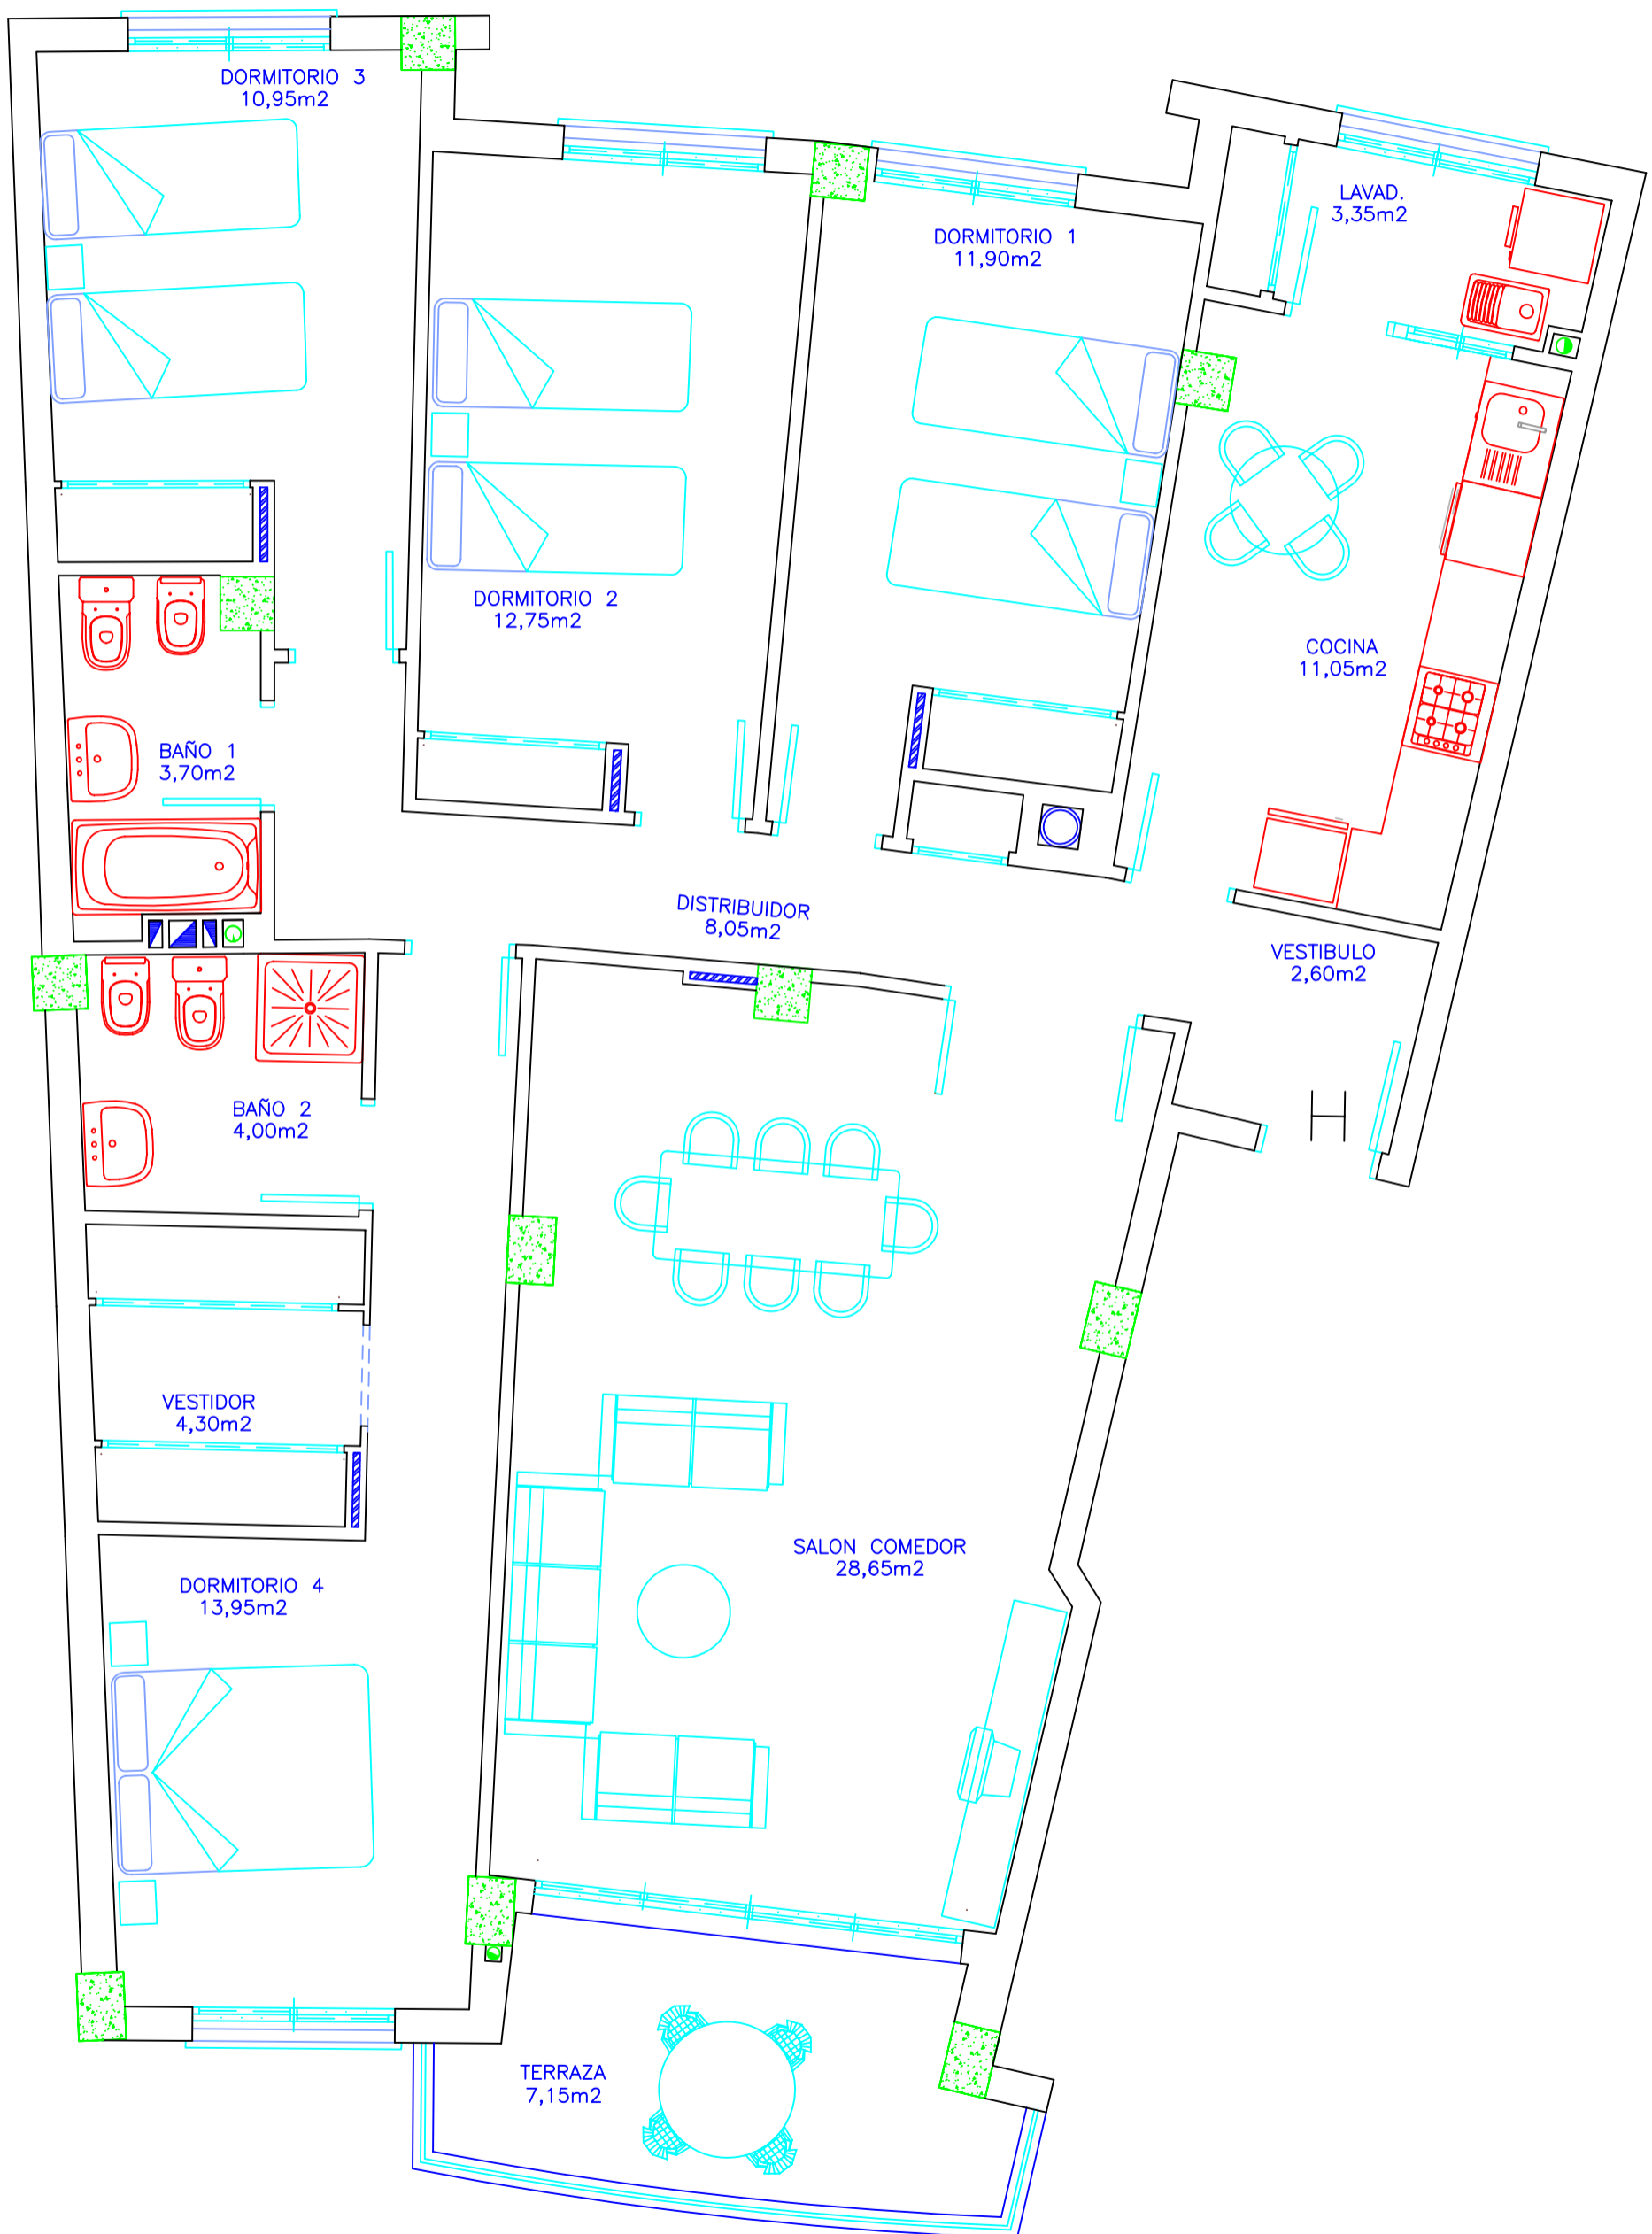 DORMITORIO 3
10,95m2
LAVAD.
3,35m2
DORMITORIO 1
11,90m2
DORMITORIO 2
12,75m2
COCINA
11,05m2
BAÑO 1
3,70m2
DISTRIBUIDOR
8,05m2
VESTIBULO
2,60m2
BAÑO 2
4,00m2
H
VESTIDOR
4,30m2
SALON COMEDOR
28,65m2
DORMITORIO 4
13,95m2
TERRAZA
7,15m2